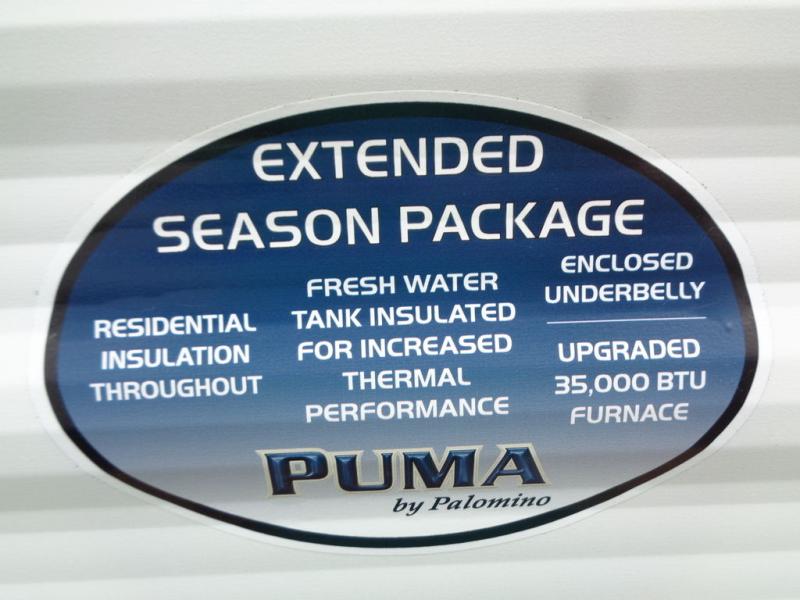 EXTENDED
SEASON PACKAGE
RESIDENTIAL
INSULATION
THROUGHOUT
FRESH WATER
TANK INSULATED
FOR INCREASED
THERMAL
PERFORMANCE
ENCLOSED
UNDERBELLY
UPGRADED
35,000 BTU
FURNACE
PUMA
by Palomino